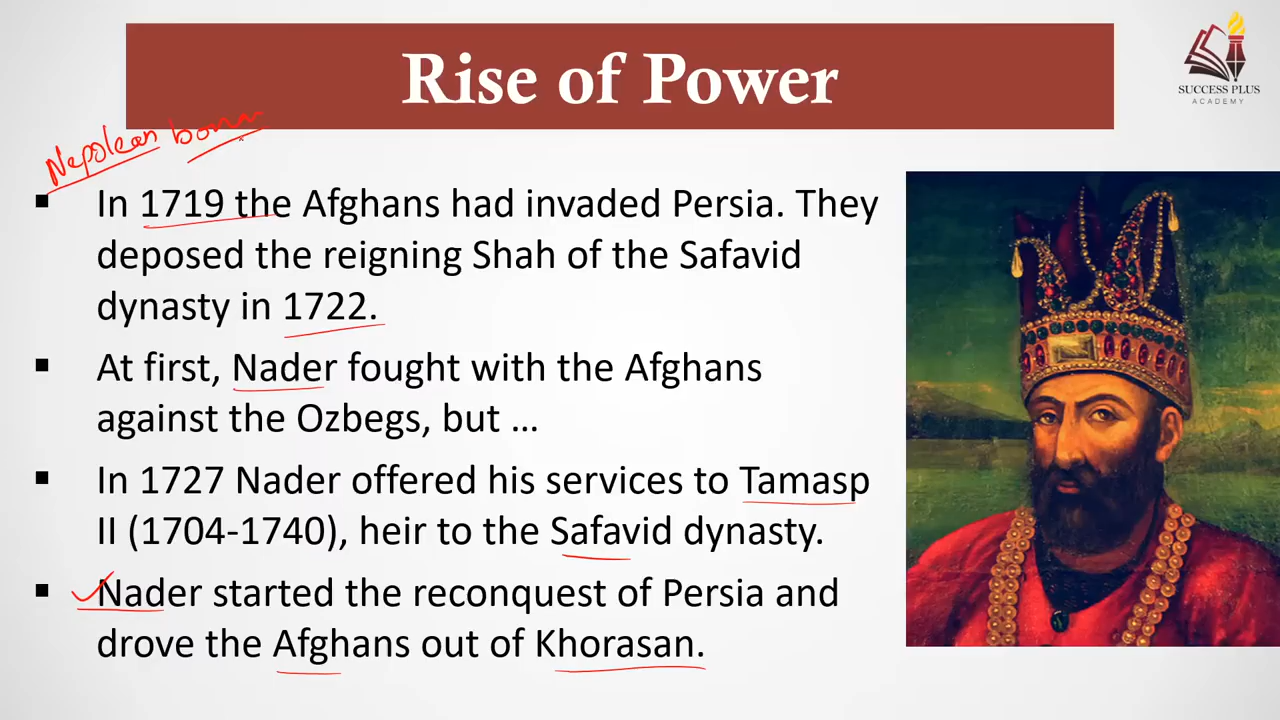 Rise of Power
SUCCESS PLUS
ACADEMY
Nepolean bona
▪ In 1719 the Afghans had invaded Persia. They
deposed the reigning Shah of the Safavid
dynasty in 1722.
▪ At first, Nader fought with the Afghans
against the Ozbegs, but ...
▪ In 1727 Nader offered his services to Tamasp
II (1704-1740), heir to the Safavid dynasty.
▪ Nader started the reconquest of Persia and
drove the Afghans out of Khorasan.